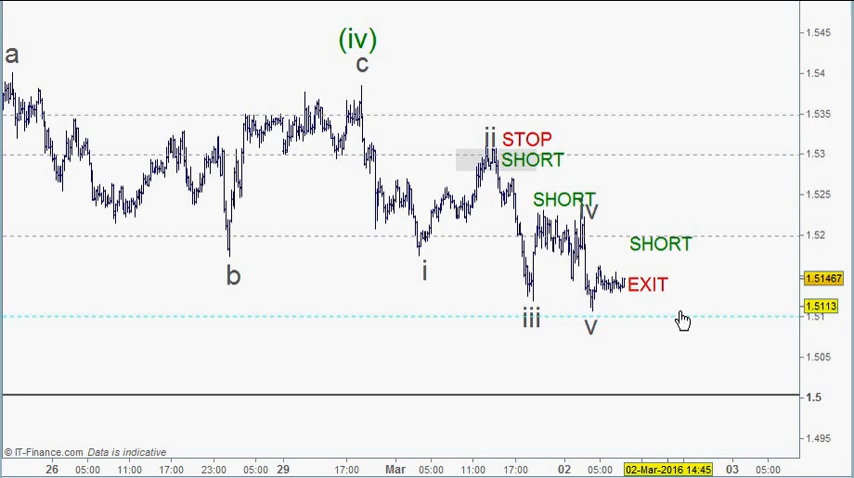 a
(iv)
c
ii
STOP
SHORT
SHORT
iv
SHORT
EXIT
b
i
iii
v
1.545
1.54
1.535
1.53
1.525
1.52
1.51467
1.5113
1.51
1.505
1.5
1.495
© IT-Finance.com Data is indicative
26 05:00 11:00 17:00 23:00 29 17:00 Mar 05:00 11:00 17:00 02 05:00 02-Mar-2016 14:45 03 05:00